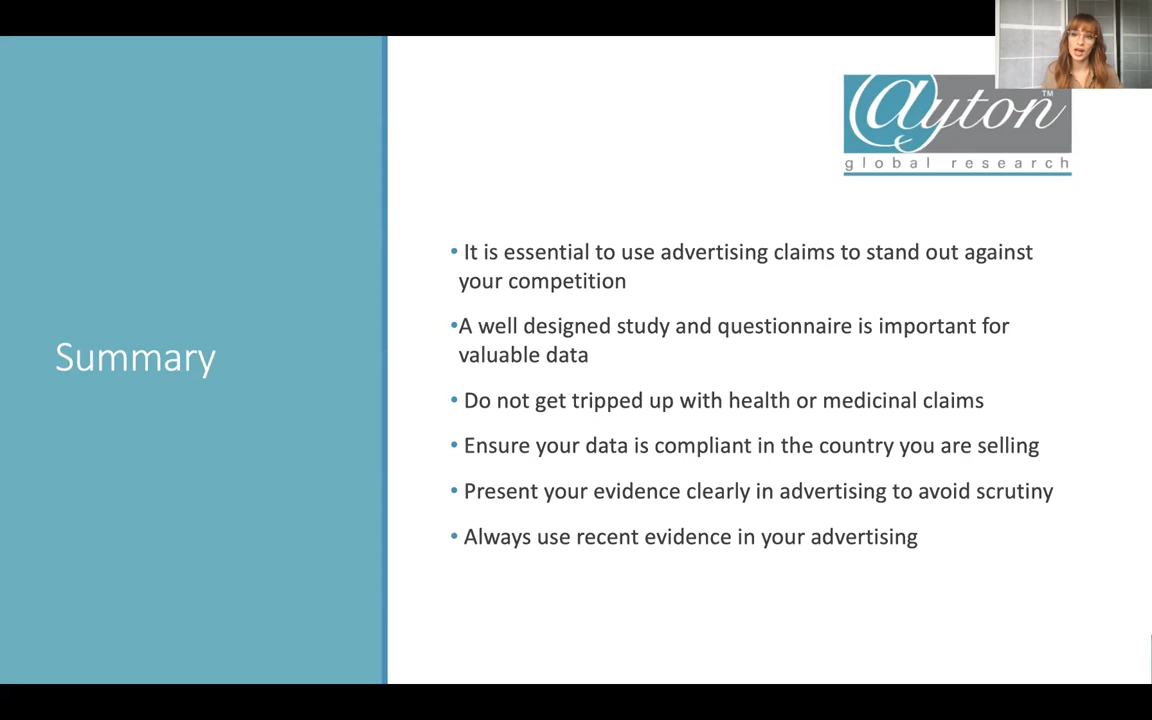 @yton™
global research
• It is essential to use advertising claims to stand out against
your competition
•A well designed study and questionnaire is important for
valuable data
Summary
• Do not get tripped up with health or medicinal claims
• Ensure your data is compliant in the country you are selling
• Present your evidence clearly in advertising to avoid scrutiny
• Always use recent evidence in your advertising